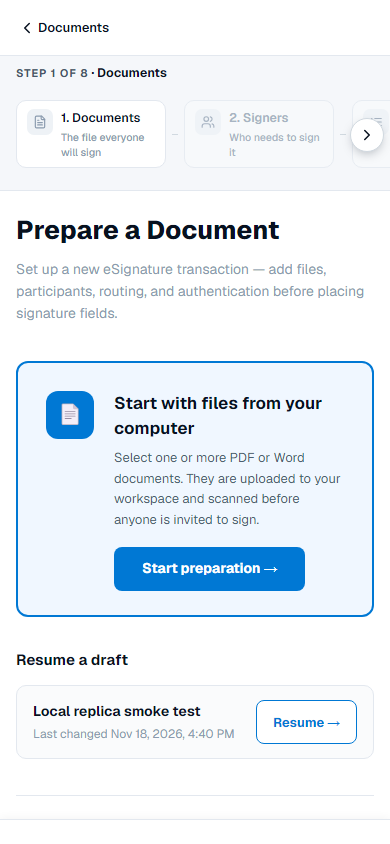 Documents
STEP 1 OF 8 · Documents
1. Documents
The file everyone
will sign
2. Signers
Who needs to sign
it
Prepare a Document
Set up a new eSignature transaction — add files,
participants, routing, and authentication before placing
signature fields.
Start with files from your
computer
Select one or more PDF or Word
documents. They are uploaded to your
workspace and scanned before
anyone is invited to sign.
Start preparation →
Resume a draft
Local replica smoke test
Last changed Nov 18, 2026, 4:40 PM
Resume →